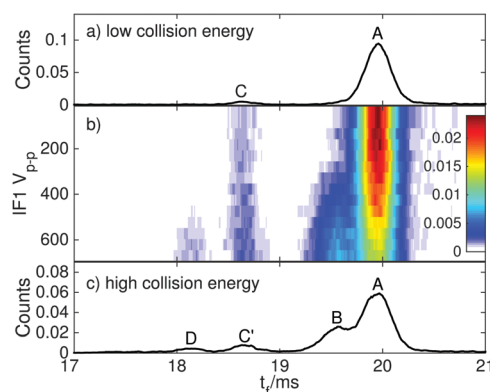 a) low collision energy
A
C
Counts
0.1
0.05
0
b)
IF1 Vp-p
200
400
600
0.02
0.015
0.01
0.005
0
c) high collision energy
A
B
C'
D
Counts
0.08
0.06
0.04
0.02
0
17 18 19 20 21
tf/ms